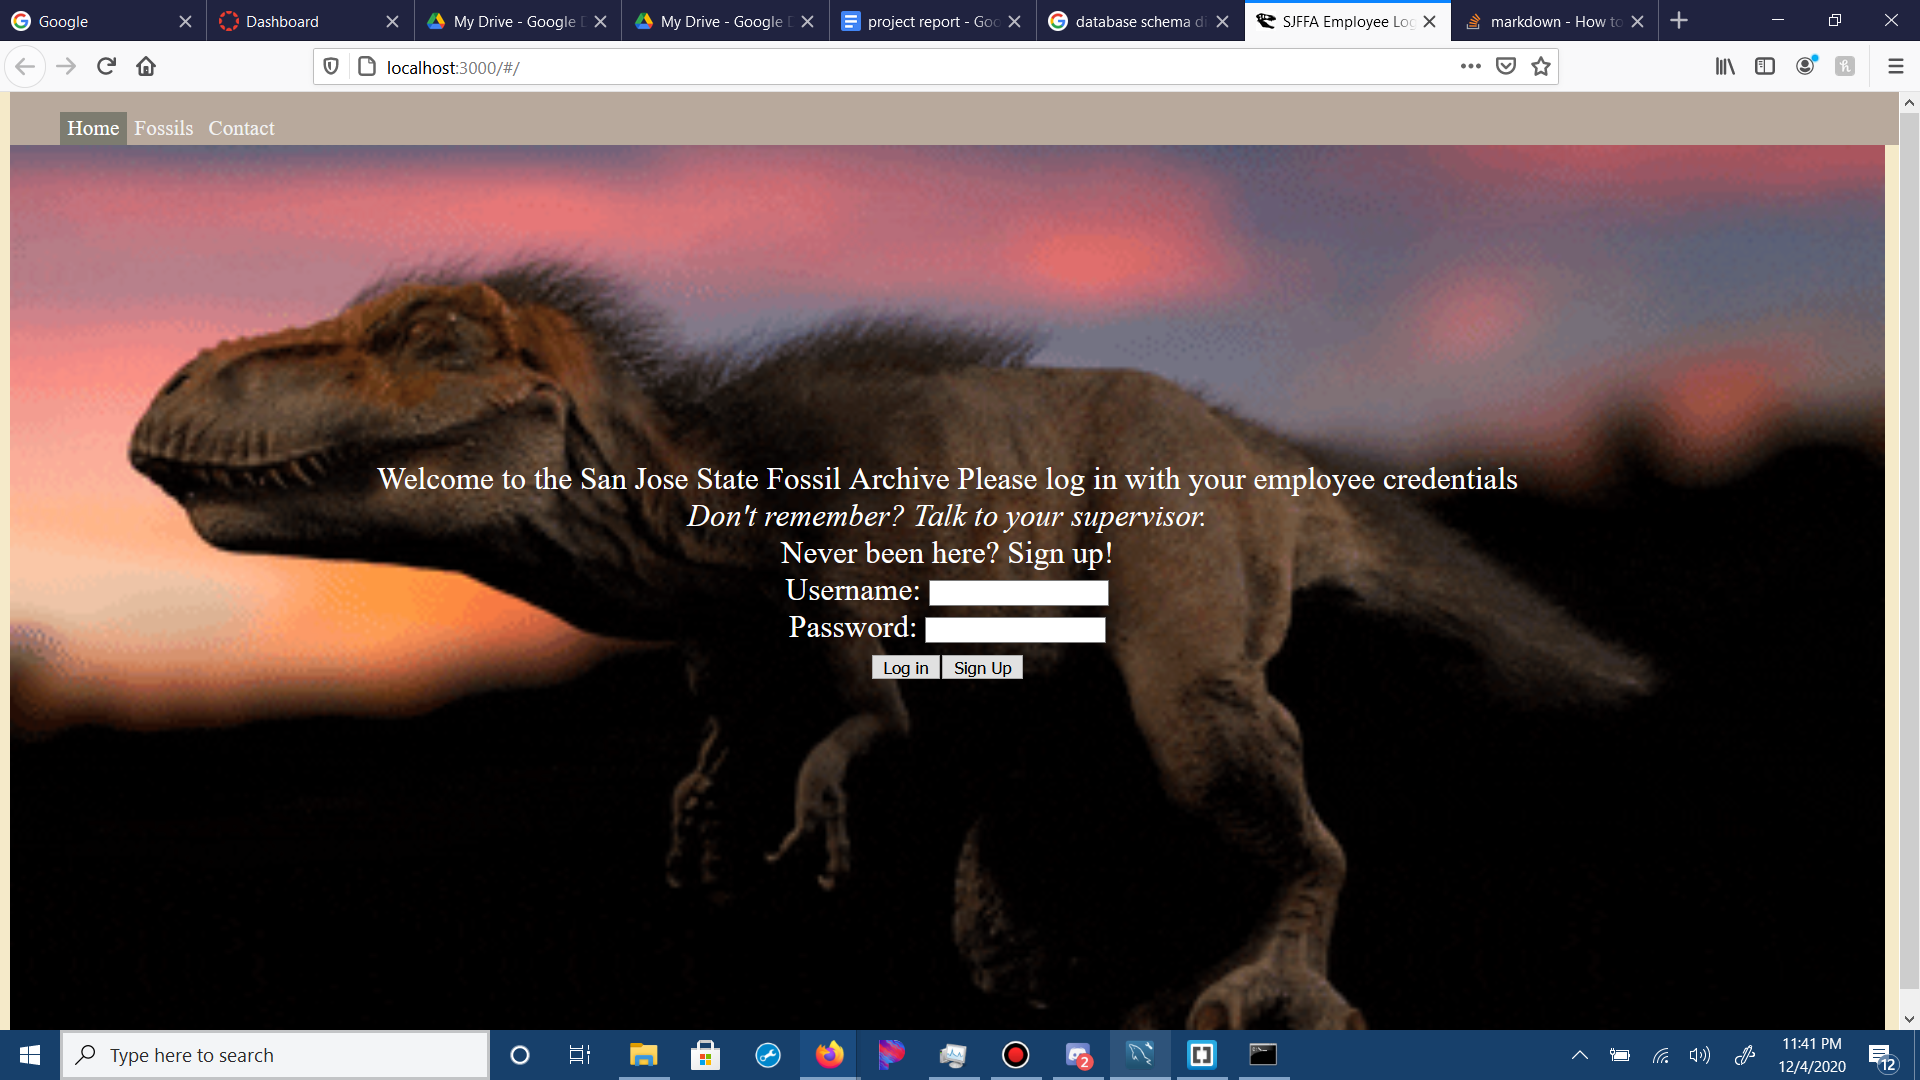 Google
Dashboard
My Drive - Google D
My Drive - Google D
project report - Goo
database schema di
SJFFA Employee Log
markdown - How to
localhost:3000/#/
Home Fossils Contact
Welcome to the San Jose State Fossil Archive Please log in with your employee credentials
Don't remember? Talk to your supervisor.
Never been here? Sign up!
Username:
Password:
Log in Sign Up
Type here to search
2
11:41 PM
12/4/2020
12